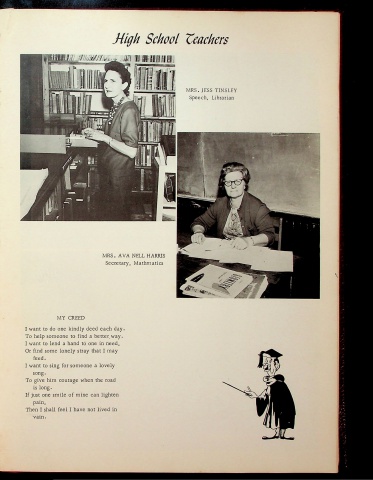 High School Teachers
MRS. JESS TINSLEY
Speech, Librarian
MRS. AVA NELL HARRIS
Secretary, Mathematics
MY CREED
I want to do one kindly deed each day,
To help someone to find a better way;
I want to lend a hand to one in need,
Or find some lonely stray that I may
feed.
I want to sing for someone a lovely
song,
To give him courage when the road
is long.
If just one smile of mine can lighten
pain,
Then I shall feel I have not lived in
vain.